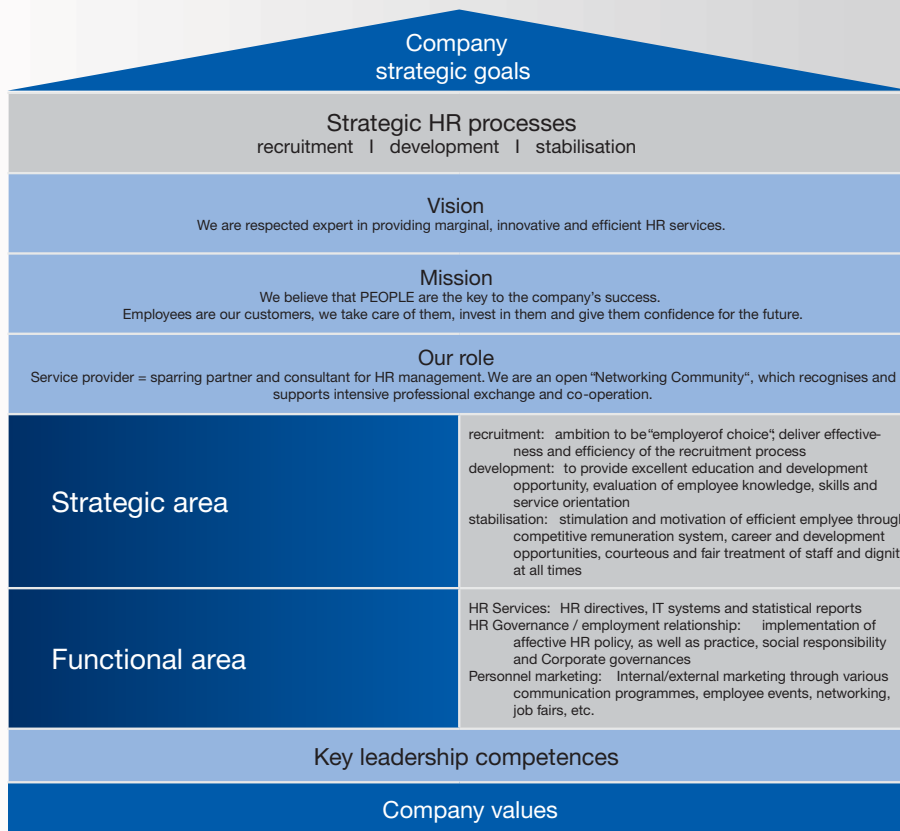 Company
strategic goals
Strategic HR processes
recruitment I development I stabilisation
Vision
We are respected expert in providing marginal, innovative and efficient HR services.
Mission
We believe that PEOPLE are the key to the company's success.
Employees are our customers, we take care of them, invest in them and give them confidence for the future.
Our role
Service provider = sparring partner and consultant for HR management. We are an open "Networking Community“, which recognises and
supports intensive professional exchange and co-operation.
Strategic area
recruitment: ambition to be“employerof choice“; deliver effective-
ness and efficiency of the recruitment process
development: to provide excellent education and development
opportunity, evaluation of employee knowledge, skills and
service orientation
stabilisation: stimulation and motivation of efficient emplyee through
competitive remuneration system, career and development
opportunities, courteous and fair treatment of staff and dignit
at all times
Functional area
HR Services: HR directives, IT systems and statistical reports
HR Governance / employment relationship: implementation of
affective HR policy, as well as practice, social responsibility
and Corporate governances
Personnel marketing: Internal/external marketing through various
communication programmes, employee events, networking,
job fairs, etc.
Key leadership competences
Company values